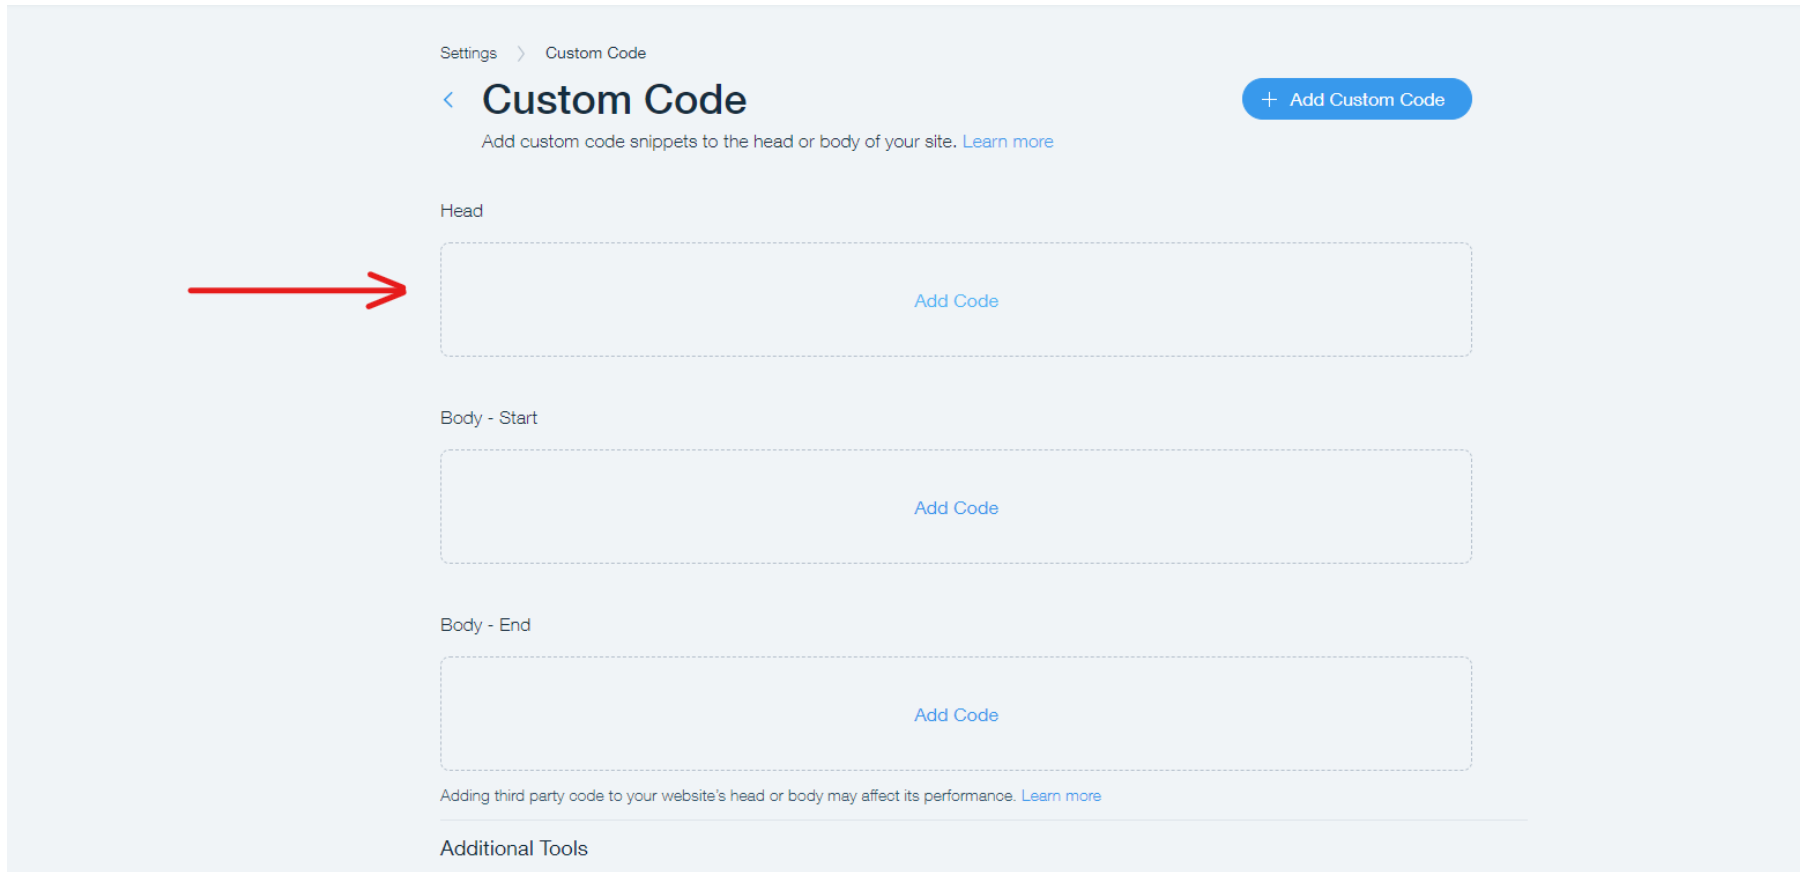 Settings > Custom Code
Custom Code
+ Add Custom Code
Add custom code snippets to the head or body of your site. Learn more
Head
Add Code
Body - Start
Add Code
Body - End
Add Code
Adding third party code to your website's head or body may affect its performance. Learn more
Additional Tools